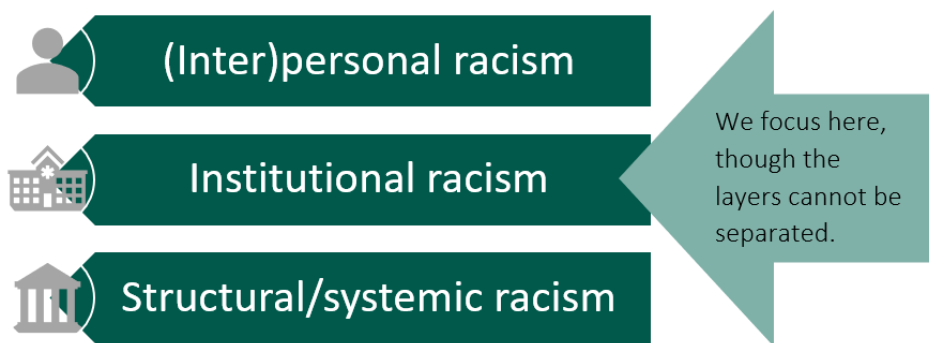 (Inter)personal racism
Institutional racism
Structural/systemic racism
We focus here,
though the
layers cannot be
separated.